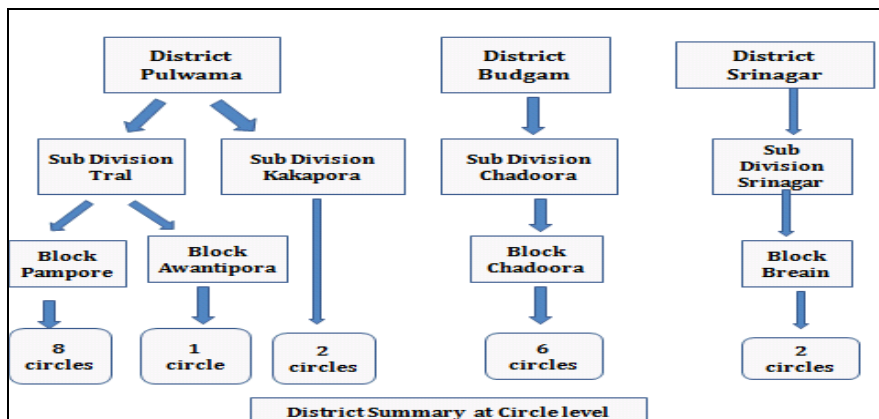 District
Pulwama
District
Budgam
District
Srinagar
Sub Division
Tral
Sub Division
Kakapora
Sub Division
Chadoora
Sub
Division
Srinagar
Block
Pampore
Block
Awantipora
Block
Chadoora
Block
Breain
8
circles
1
circle
2
circles
6
circles
2
circles
District Summary at Circle level